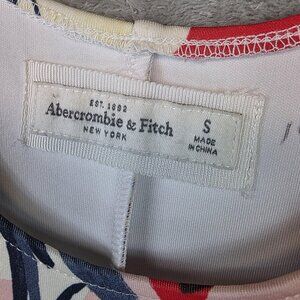 EST. 1892
Abercrombie & Fitch
NEW YORK
S
MADE
IN CHINA